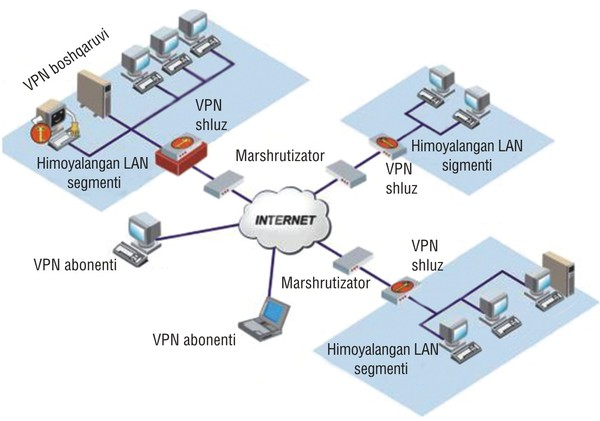 VPN boshqaruvi
VPN
shluz
Himoyalangan LAN
segmenti
Marshrutizator
VPN
shluz
Himoyalangan LAN
sigmenti
INTERNET
VPN abonenti
VPN abonenti
Marshrutizator
VPN
shluz
Himoyalangan LAN
segmenti